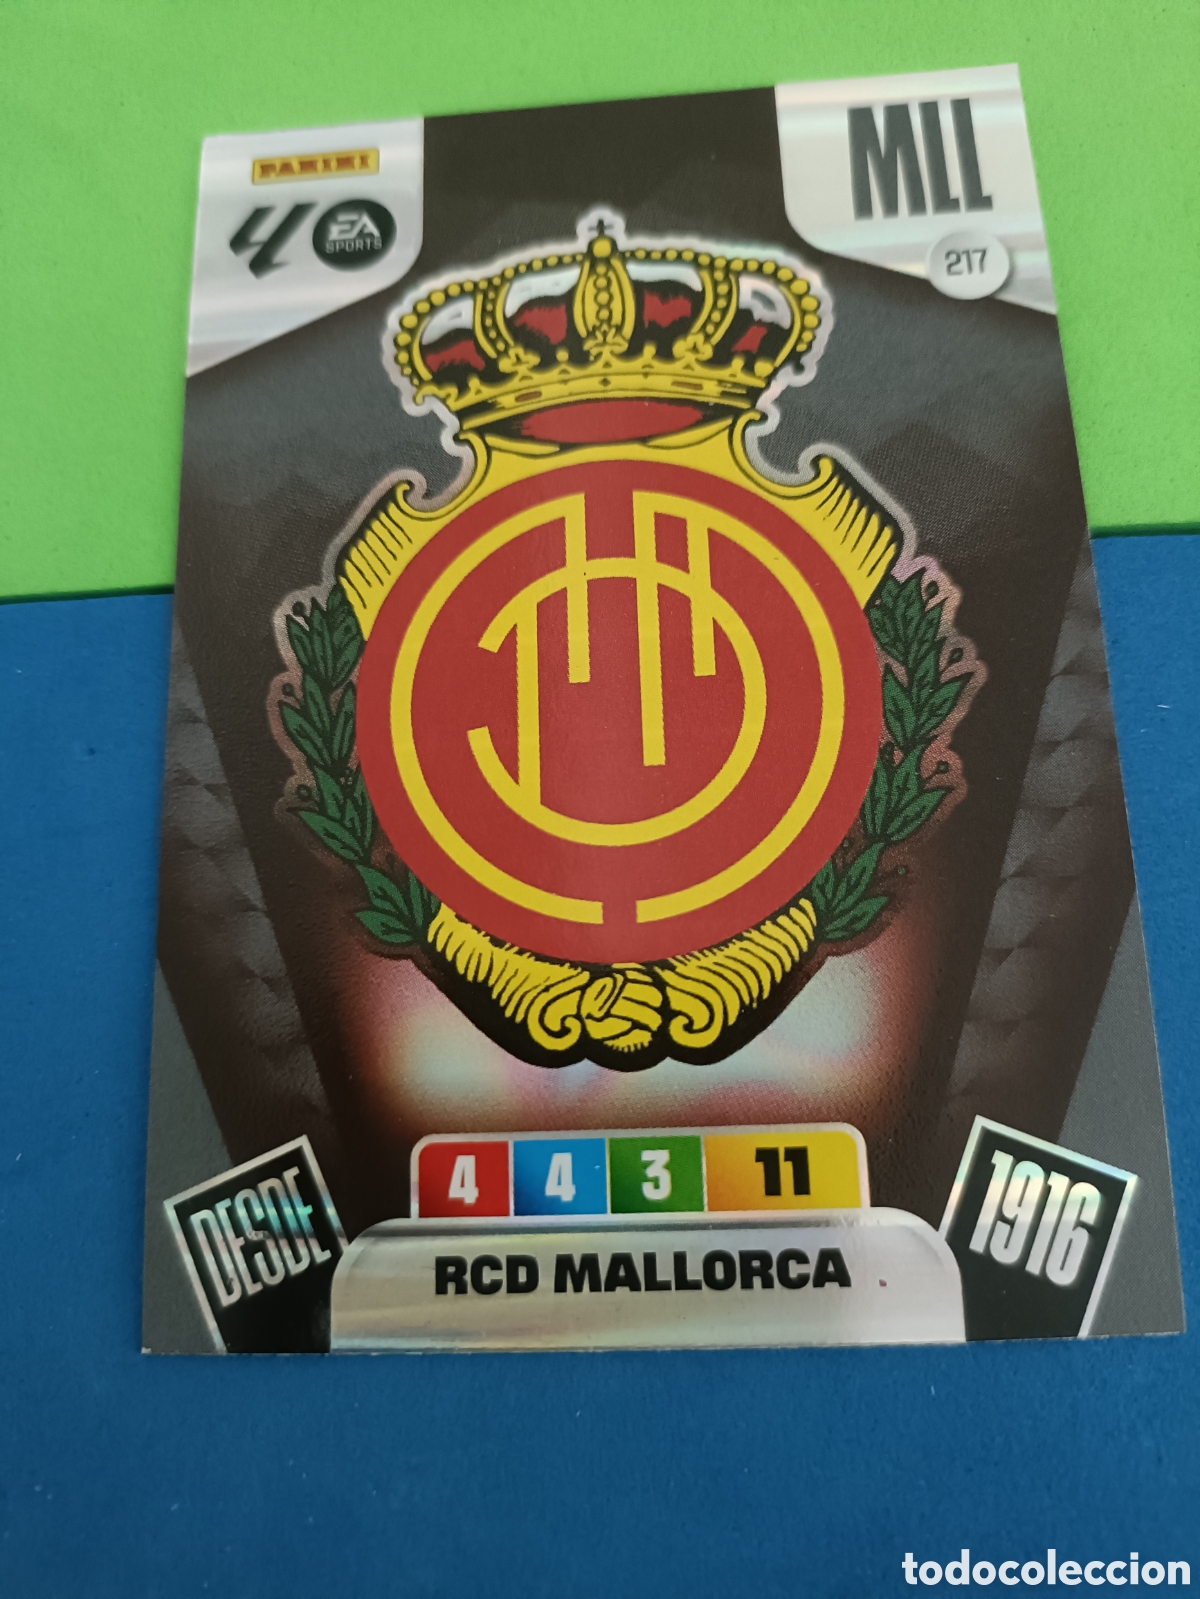 PANINI
EA
SPORTS
MLL
217
DESDE
4 4 3 11
1916
RCD MALLORCA
todocoleccion